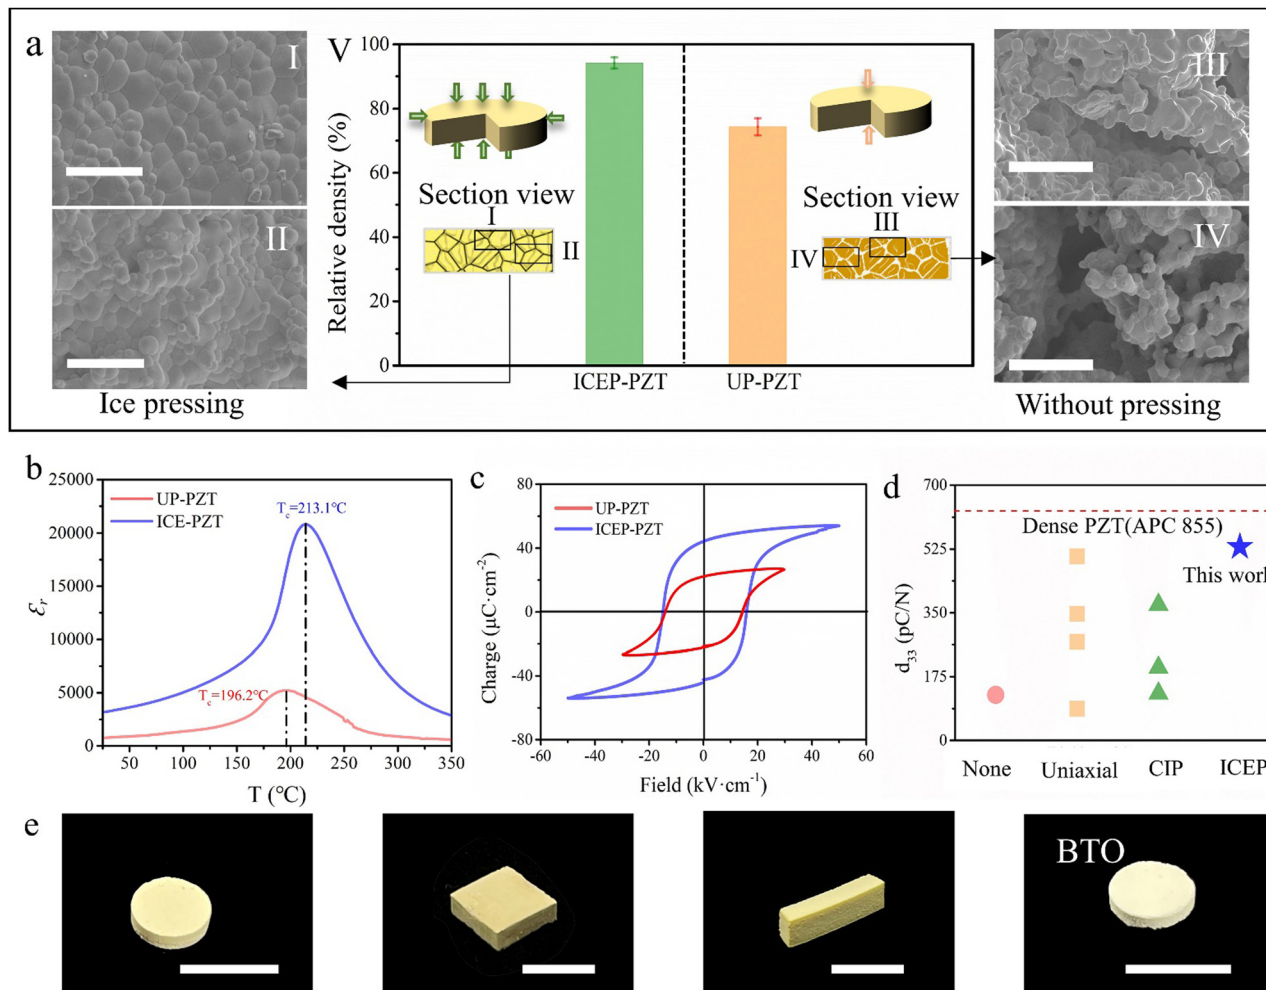 a
I
II
Ice pressing
V
100
80
60
40
20
0
Relative density (%)
Section view
I
II
Section view
III
IV
ICEP-PZT
UP-PZT
III
IV
Without pressing
b
25000
20000
15000
10000
5000
0
Ɛr
UP-PZT
ICE-PZT
Tc=213.1℃
Tc=196.2℃
50 100 150 200 250 300 350
T (℃)
c
80
40
0
-40
-80
Charge (μC·cm-2)
UP-PZT
ICEP-PZT
-60 -40 -20 0 20 40 60
Field (kV·cm-1)
d
700
525
350
175
0
d33 (pC/N)
Dense PZT(APC 855)
This work
None Uniaxial CIP ICEP
e
BTO